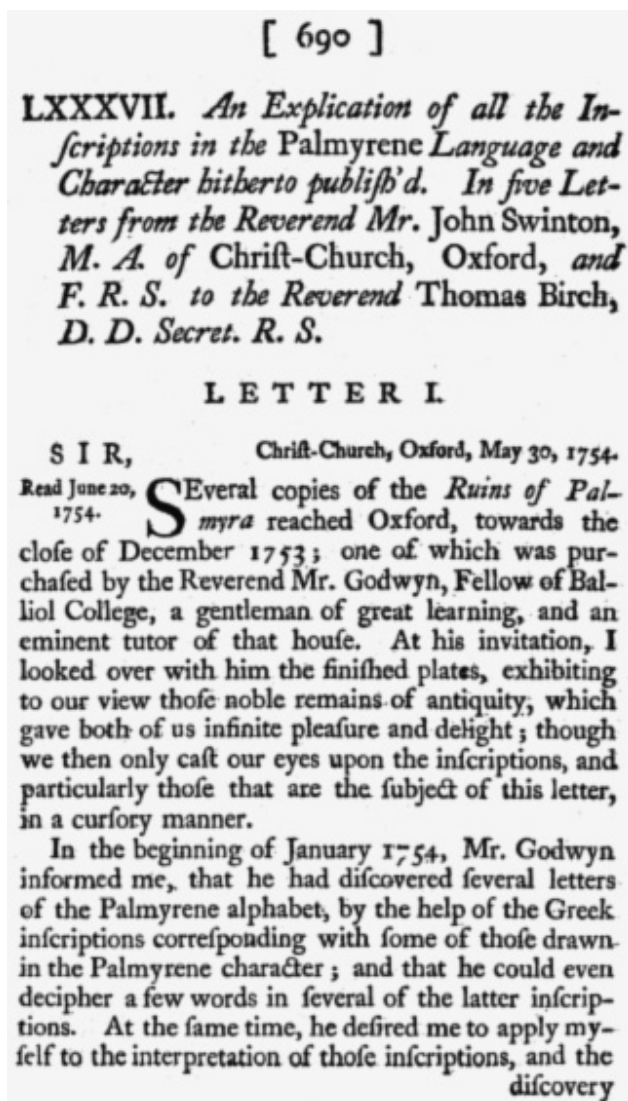 [ 690 ]
LXXXVII. An Explication of all the In-
ſcriptions in the Palmyrene Language and
Character hitherto publiſh'd. In five Let-
ters from the Reverend Mr. John Swinton,
M. A. of Chriſt-Church, Oxford, and
F. R. S. to the Reverend Thomas Birch,
D. D. Secret. R. S.
LETTER I.
SIR, Chriſt-Church, Oxford, May 30, 1754.
Read June 20,
1754.
SEveral copies of the Ruins of Pal-
myra reached Oxford, towards the
cloſe of December 1753; one of which was pur-
chaſed by the Reverend Mr. Godwyn, Fellow of Bal-
liol College, a gentleman of great learning, and an
eminent tutor of that houſe. At his invitation, I
looked over with him the finiſhed plates, exhibiting
to our view thoſe noble remains of antiquity, which
gave both of us infinite pleaſure and delight; though
we then only caſt our eyes upon the inſcriptions, and
particularly thoſe that are the ſubject of this letter,
in a curſory manner.
In the beginning of January 1754, Mr. Godwyn
informed me, that he had diſcovered ſeveral letters
of the Palmyrene alphabet, by the help of the Greek
inſcriptions correſponding with ſome of thoſe drawn
in the Palmyrene character; and that he could even
decipher a few words in ſeveral of the latter inſcrip-
tions. At the ſame time, he deſired me to apply my-
ſelf to the interpretation of thoſe inſcriptions, and the
diſcovery